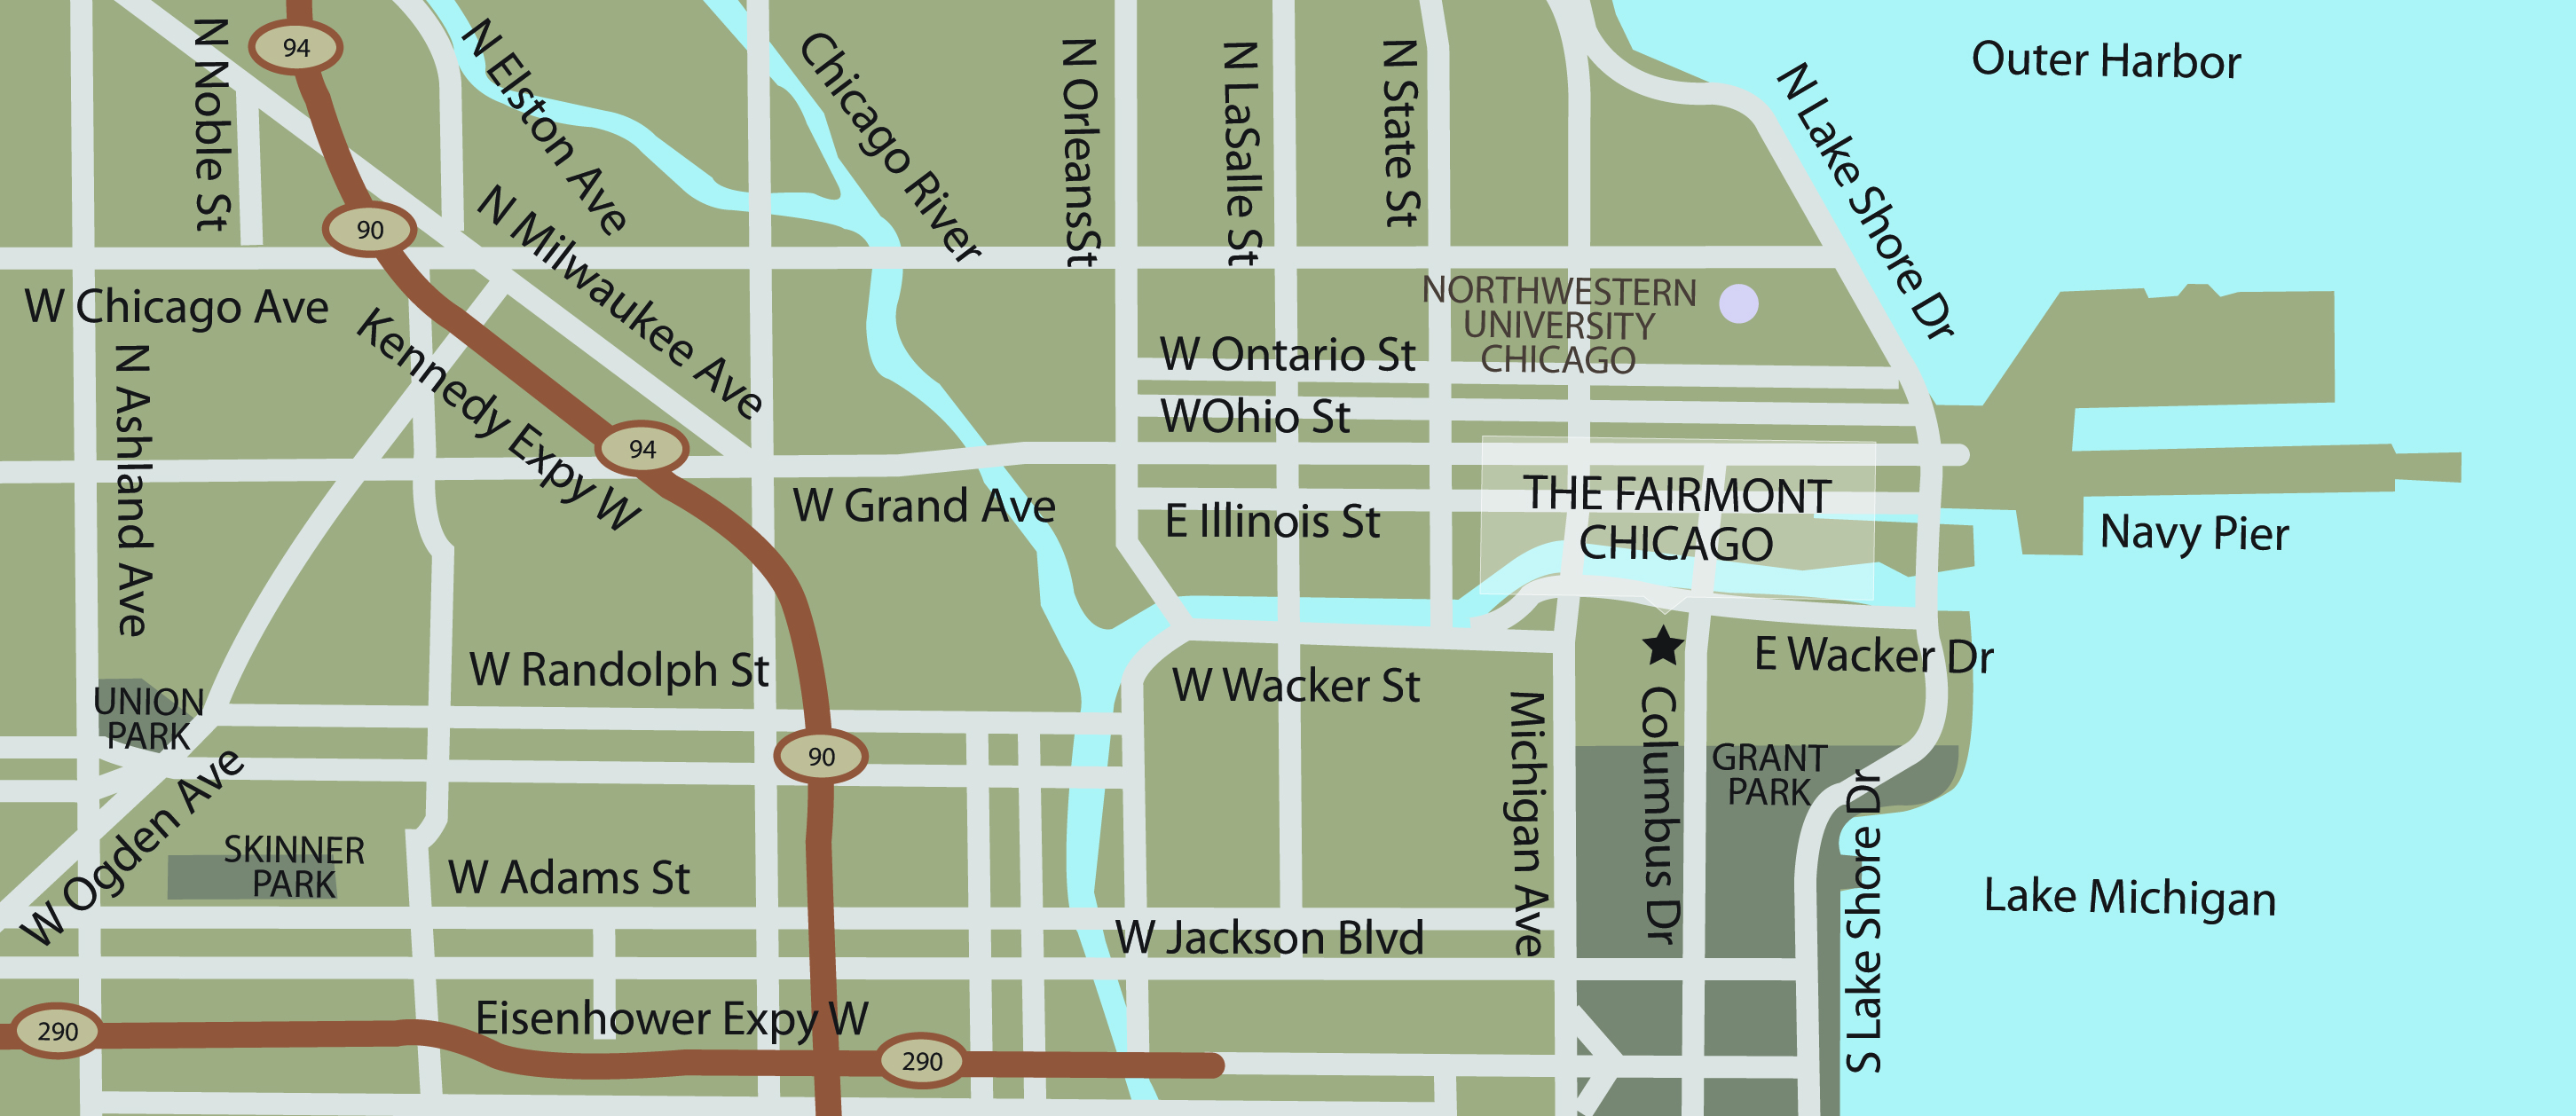 N Noble St
94
N Elston Ave
Chicago River
N OrleansSt
N LaSalle St
N State St
N Lake Shore Dr
Outer Harbor
90
N Milwaukee Ave
W Chicago Ave
Kennedy Expy W
N Ashland Ave
NORTHWESTERN
UNIVERSITY
CHICAGO
W Ontario St
WOhio St
94
W Grand Ave
E Illinois St
THE FAIRMONT
CHICAGO
Navy Pier
W Randolph St
W Wacker St
E Wacker Dr
UNION
PARK
Michigan Ave
Columbus Dr
90
GRANT
PARK
W Ogden Ave
SKINNER
PARK
W Adams St
S Lake Shore Dr
Lake Michigan
W Jackson Blvd
290
Eisenhower Expy W
290